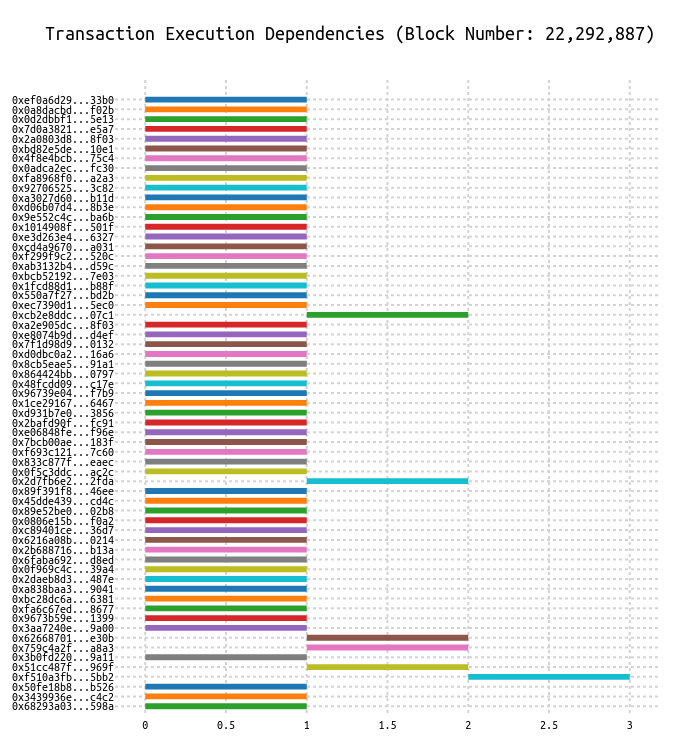 Transaction Execution Dependencies (Block Number: 22,292,887)
0xef0a6d29...33b0
0x0a8dacbd...f02b
0x0d2dbbf1...5e13
0x7d0a3821...e5a7
0x2a0803d8...8f03
0xbd82e5de...10e1
0x4f8e4bcb...75c4
0x0adca2ec...fc30
0xfa8968f0...a2a3
0x92706525...3c82
0xa3027d60...b11d
0xd06b07d4...8b3e
0x9e552c4c...ba6b
0x1014908f...501f
0xe3d263e4...6327
0xcd4a9670...a031
0xf299f9c2...520c
0xab3132b4...d59c
0xbcb52192...7e03
0x1fcd88d1...b88f
0x550a7f27...bd2b
0xec7390d1...5ec0
0xcb2e8ddc...07c1
0xa2e905dc...8f03
0xe8074b9d...d4ef
0x7f1d98d9...0132
0xd0dbc0a2...16a6
0x8cb5eae5...91a1
0x864424bb...0797
0x48fcdd09...c17e
0x96739e04...f7b9
0x1ce29167...6467
0xd931b7e0...3856
0x2bafd90f...fc91
0xe06848fe...f96e
0x7bcb00ae...183f
0xf693c121...7c60
0x833c877f...eaec
0x0f5c3ddc...ac2c
0x2d7fb6e2...2fda
0x89f391f8...46ee
0x45dde439...cd4c
0x89e52be0...02b8
0x0806e15b...f0a2
0xc89401ce...36d7
0x6216a08b...0214
0x2b688716...b13a
0x6faba692...d8ed
0x0f969c4c...39a4
0x2daeb8d3...487e
0xa838baa3...9041
0xbc28dc6a...6381
0xfa6c67ed...8677
0x9673b59e...1399
0x3aa7240e...9a00
0x62668701...e30b
0x759c4a2f...a8a3
0x3b0fd220...9a11
0x51cc487f...969f
0xf510a3fb...5bb2
0x50fe18b8...b526
0x3439936e...c4c2
0x68293a03...598a
0 0.5 1 1.5 2 2.5 3